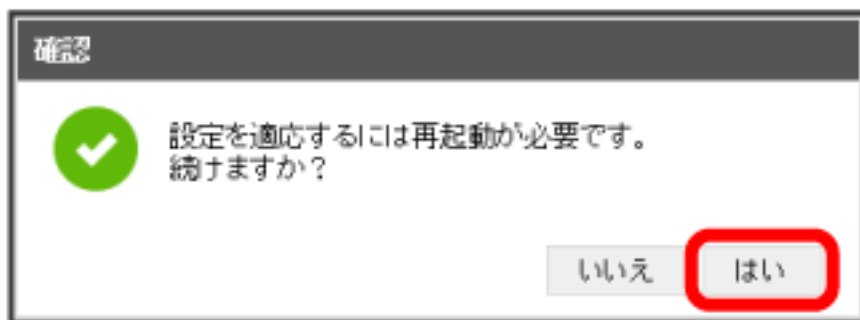 確認
設定を適応するには再起動が必要です。
続けますか？
いいえ
はい